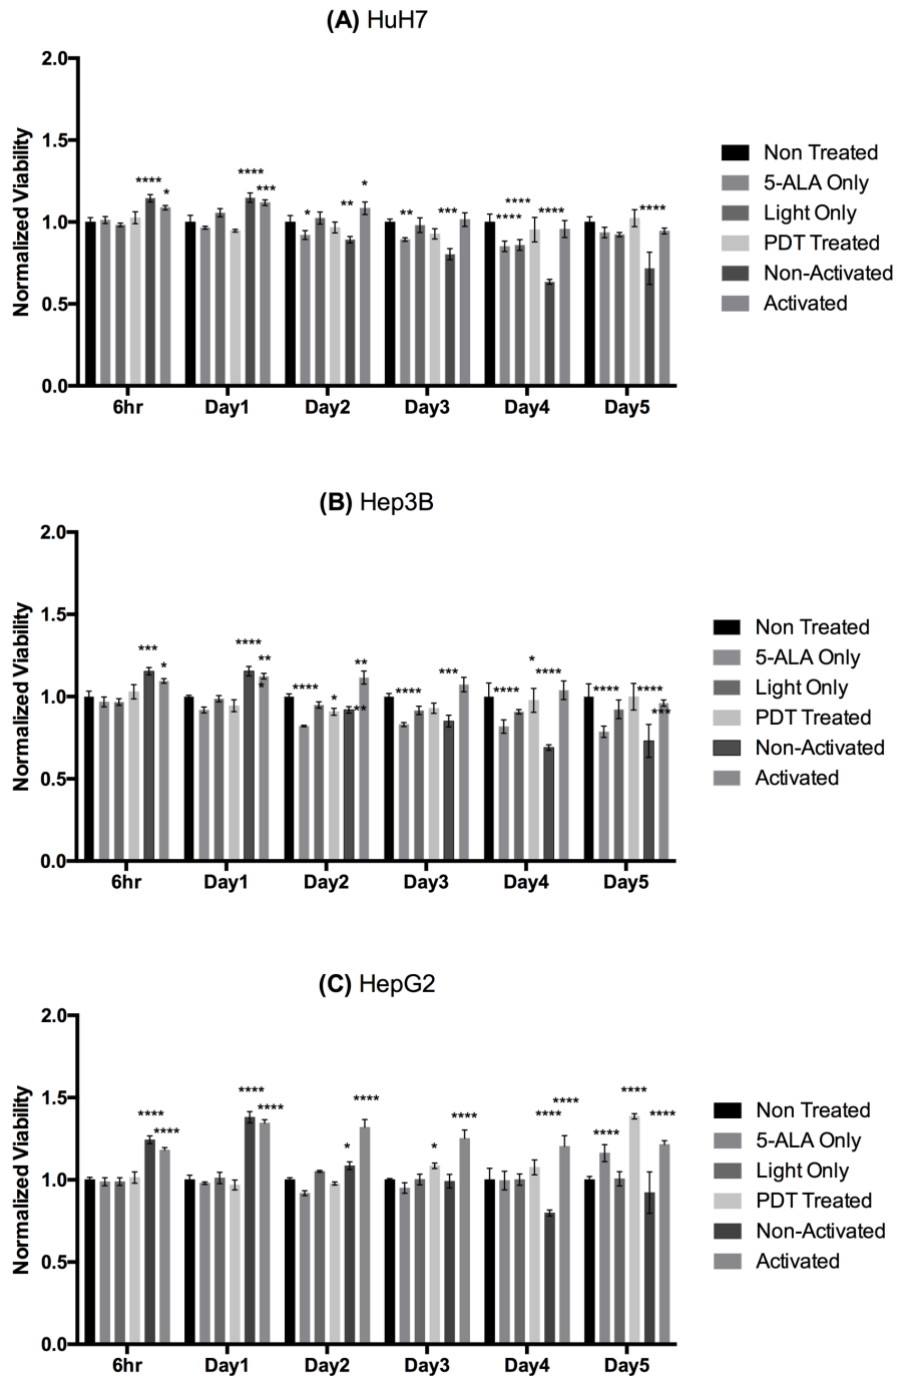 (A) HuH7
2.0
1.5
1.0
0.5
0.0
Normalized Viability
**** * **** *** * ** * ** *** **** **** **** ****
6hr Day1 Day2 Day3 Day4 Day5
Non Treated
5-ALA Only
Light Only
PDT Treated
Non-Activated
Activated
(B) Hep3B
2.0
1.5
1.0
0.5
0.0
Normalized Viability
*** * **** ** * **** * ** ** **** *** **** * **** **** **** ***
6hr Day1 Day2 Day3 Day4 Day5
Non Treated
5-ALA Only
Light Only
PDT Treated
Non-Activated
Activated
(C) HepG2
2.0
1.5
1.0
0.5
0.0
Normalized Viability
**** **** **** **** * **** * **** **** **** **** **** ****
6hr Day1 Day2 Day3 Day4 Day5
Non Treated
5-ALA Only
Light Only
PDT Treated
Non-Activated
Activated